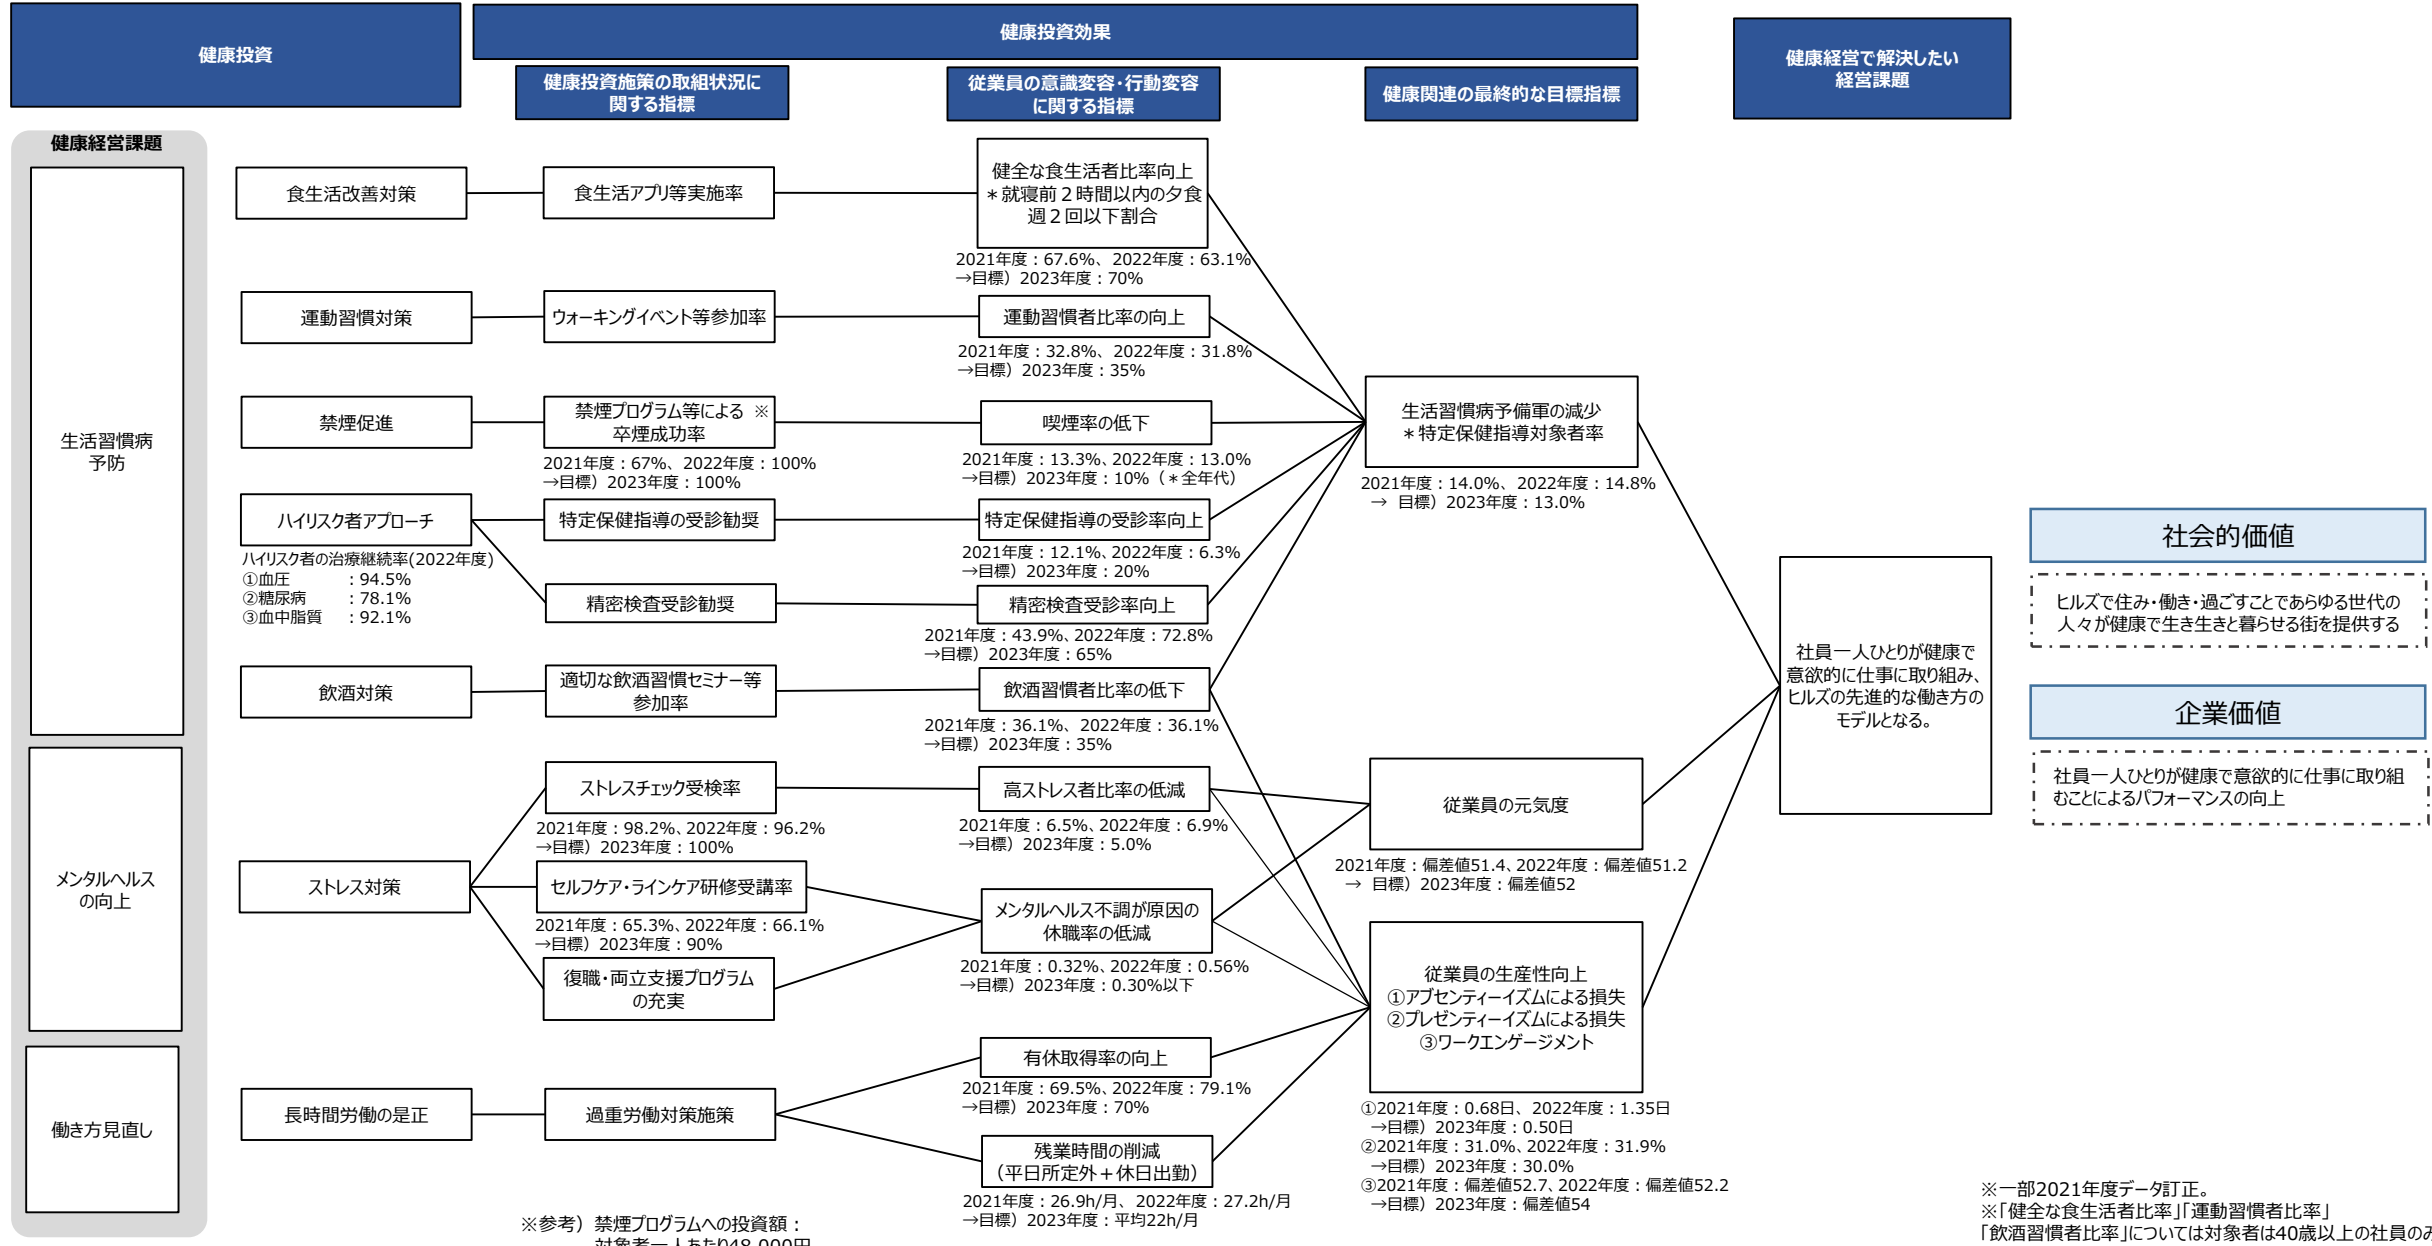 健康投資
健康投資効果
健康経営で解決したい
経営課題
健康投資施策の取組状況に
関する指標
従業員の意識変容・行動変容
に関する指標
健康関連の最終的な目標指標
健康経営課題
生活習慣病
予防
メンタルヘルス
の向上
働き方見直し
食生活改善対策
食生活アプリ等実施率
健全な食生活者比率向上
＊就寝前２時間以内の夕食
週２回以下割合
2021年度：67.6%、2022年度：63.1%
→目標）2023年度：70%
運動習慣対策
ウォーキングイベント等参加率
運動習慣者比率の向上
2021年度：32.8%、2022年度：31.8%
→目標）2023年度：35%
禁煙促進
禁煙プログラム等による ※
卒煙成功率
2021年度：67%、2022年度：100%
→目標）2023年度：100%
喫煙率の低下
2021年度：13.3%、2022年度：13.0%
→目標）2023年度：10%（＊全年代）
ハイリスク者アプローチ
ハイリスク者の治療継続率(2022年度)
①血圧 ：94.5%
②糖尿病 ：78.1%
③血中脂質 ：92.1%
特定保健指導の受診勧奨
特定保健指導の受診率向上
2021年度：12.1%、2022年度：6.3%
→目標）2023年度：20%
精密検査受診勧奨
精密検査受診率向上
2021年度：43.9%、2022年度：72.8%
→目標）2023年度：65%
飲酒対策
適切な飲酒習慣セミナー等
参加率
飲酒習慣者比率の低下
2021年度：36.1%、2022年度：36.1%
→目標）2023年度：35%
ストレス対策
ストレスチェック受検率
2021年度：98.2%、2022年度：96.2%
→目標）2023年度：100%
高ストレス者比率の低減
2021年度：6.5%、2022年度：6.9%
→目標）2023年度：5.0%
セルフケア・ラインケア研修受講率
2021年度：65.3%、2022年度：66.1%
→目標）2023年度：90%
復職・両立支援プログラム
の充実
メンタルヘルス不調が原因の
休職率の低減
2021年度：0.32%、2022年度：0.56%
→目標）2023年度：0.30%以下
長時間労働の是正
過重労働対策施策
有休取得率の向上
2021年度：69.5%、2022年度：79.1%
→目標）2023年度：70%
残業時間の削減
（平日所定外＋休日出勤）
2021年度：26.9h/月、2022年度：27.2h/月
→目標）2023年度：平均22h/月
生活習慣病予備軍の減少
＊特定保健指導対象者率
2021年度：14.0%、2022年度：14.8%
→ 目標）2023年度：13.0%
従業員の元気度
2021年度：偏差値51.4、2022年度：偏差値51.2
→ 目標）2023年度：偏差値52
従業員の生産性向上
①アブセンティーイズムによる損失
②プレゼンティーイズムによる損失
③ワークエンゲージメント
①2021年度：0.68日、2022年度：1.35日
→目標）2023年度：0.50日
②2021年度：31.0%、2022年度：31.9%
→目標）2023年度：30.0%
③2021年度：偏差値52.7、2022年度：偏差値52.2
→目標）2023年度：偏差値54
社員一人ひとりが健康で
意欲的に仕事に取り組み、
ヒルズの先進的な働き方の
モデルとなる。
社会的価値
ヒルズで住み・働き・過ごすことであらゆる世代の
人々が健康で生き生きと暮らせる街を提供する
企業価値
社員一人ひとりが健康で意欲的に仕事に取り組
むことによるパフォーマンスの向上
※参考）禁煙プログラムへの投資額：
対象者一人あたり48,000円
※一部2021年度データ訂正。
※「健全な食生活者比率」「運動習慣者比率」
「飲酒習慣者比率」については対象者は40歳以上の社員のみ